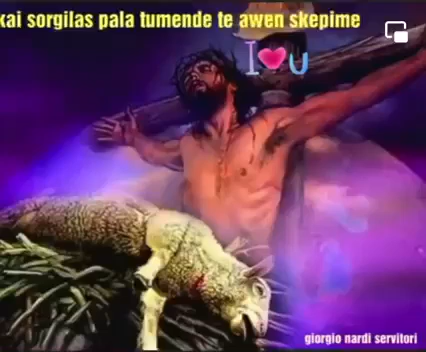 kai sorgilas pala tumende te awen skepime
I ❤ U
giorgio nardi servitori